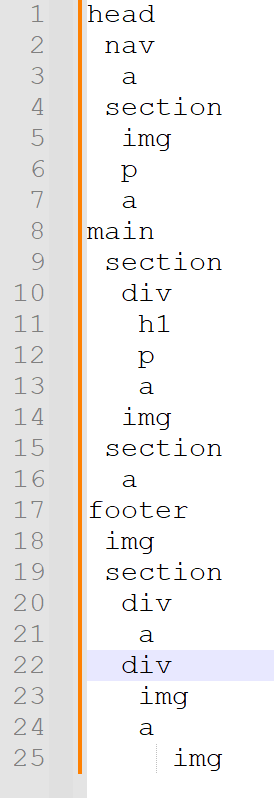 1 head
2  nav
3   a
4  section
5   img
6   p
7   a
8 main
9  section
10   div
11    h1
12    p
13    a
14   img
15  section
16   a
17 footer
18  img
19  section
20   div
21    a
22   div
23    img
24    a
25      img